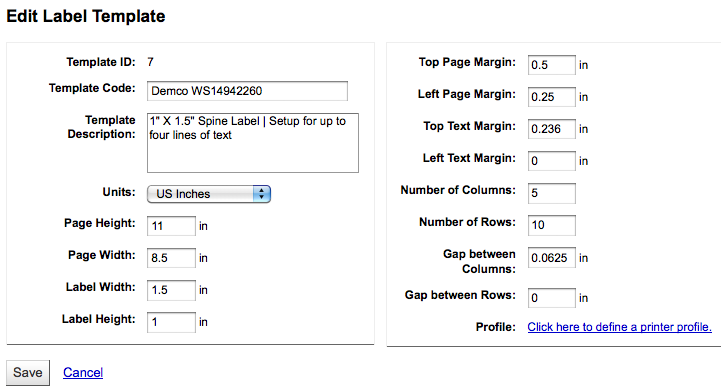 Edit Label Template
Template ID: 7
Template Code: Demco WS14942260
Template
Description:
1" X 1.5" Spine Label | Setup for up to
four lines of text
Units: US Inches
Page Height: 11 in
Page Width: 8.5 in
Label Width: 1.5 in
Label Height: 1 in
Top Page Margin: 0.5 in
Left Page Margin: 0.25 in
Top Text Margin: 0.236 in
Left Text Margin: 0 in
Number of Columns: 5
Number of Rows: 10
Gap between
Columns:
0.0625 in
Gap between Rows: 0 in
Profile: Click here to define a printer profile.
Save Cancel